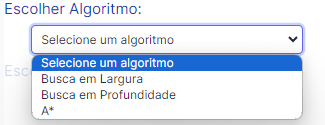 Escolher Algoritmo:
Selecione um algoritmo
Selecione um algoritmo
Busca em Largura
Busca em Profundidade
A*